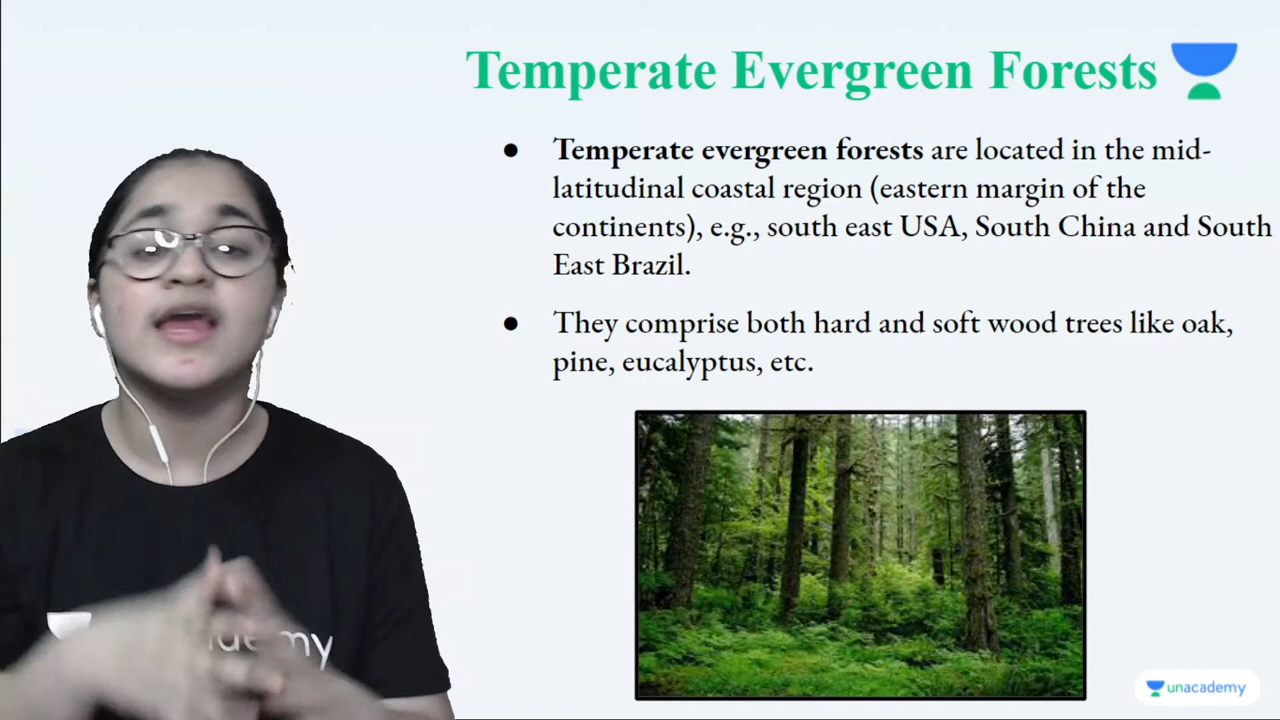 Temperate Evergreen Forests
● Temperate evergreen forests are located in the mid-
latitudinal coastal region (eastern margin of the
continents), e.g., south east USA, South China and South
East Brazil.
● They comprise both hard and soft wood trees like oak,
pine, eucalyptus, etc.
unacademy